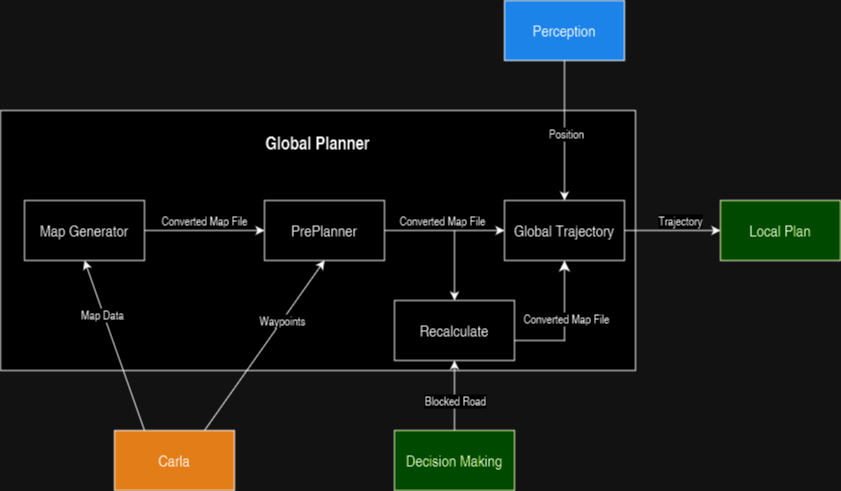 Perception
Position
Global Planner
Map Generator
Converted Map File
PrePlanner
Converted Map File
Global Trajectory
Trajectory
Local Plan
Map Data
Waypoints
Recalculate
Converted Map File
Blocked Road
Carla
Decision Making